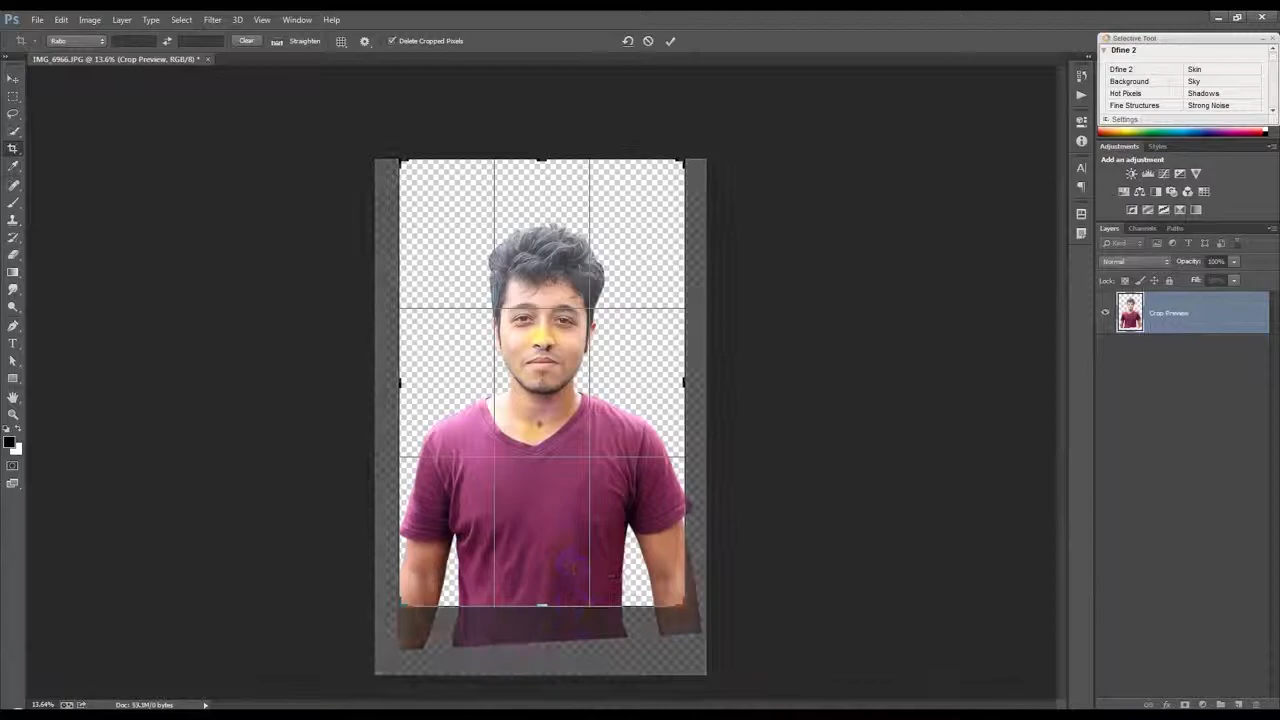 Ps File Edit Image Layer Type Select Filter 3D View Window Help
Ratio Clear Straighten Delete Cropped Pixels
IMG_6966.JPG @ 13.6% (Crop Preview, RGB/8) *
Selective Tool
Dfine 2
Dfine 2 Skin
Background Sky
Hot Pixels Shadows
Fine Structures Strong Noise
Settings
Adjustments Styles
Add an adjustment
Layers Channels Paths
Kind
Normal Opacity: 100%
Lock: Fill:
Crop Preview
13.64% Doc: 53.1M/0 bytes